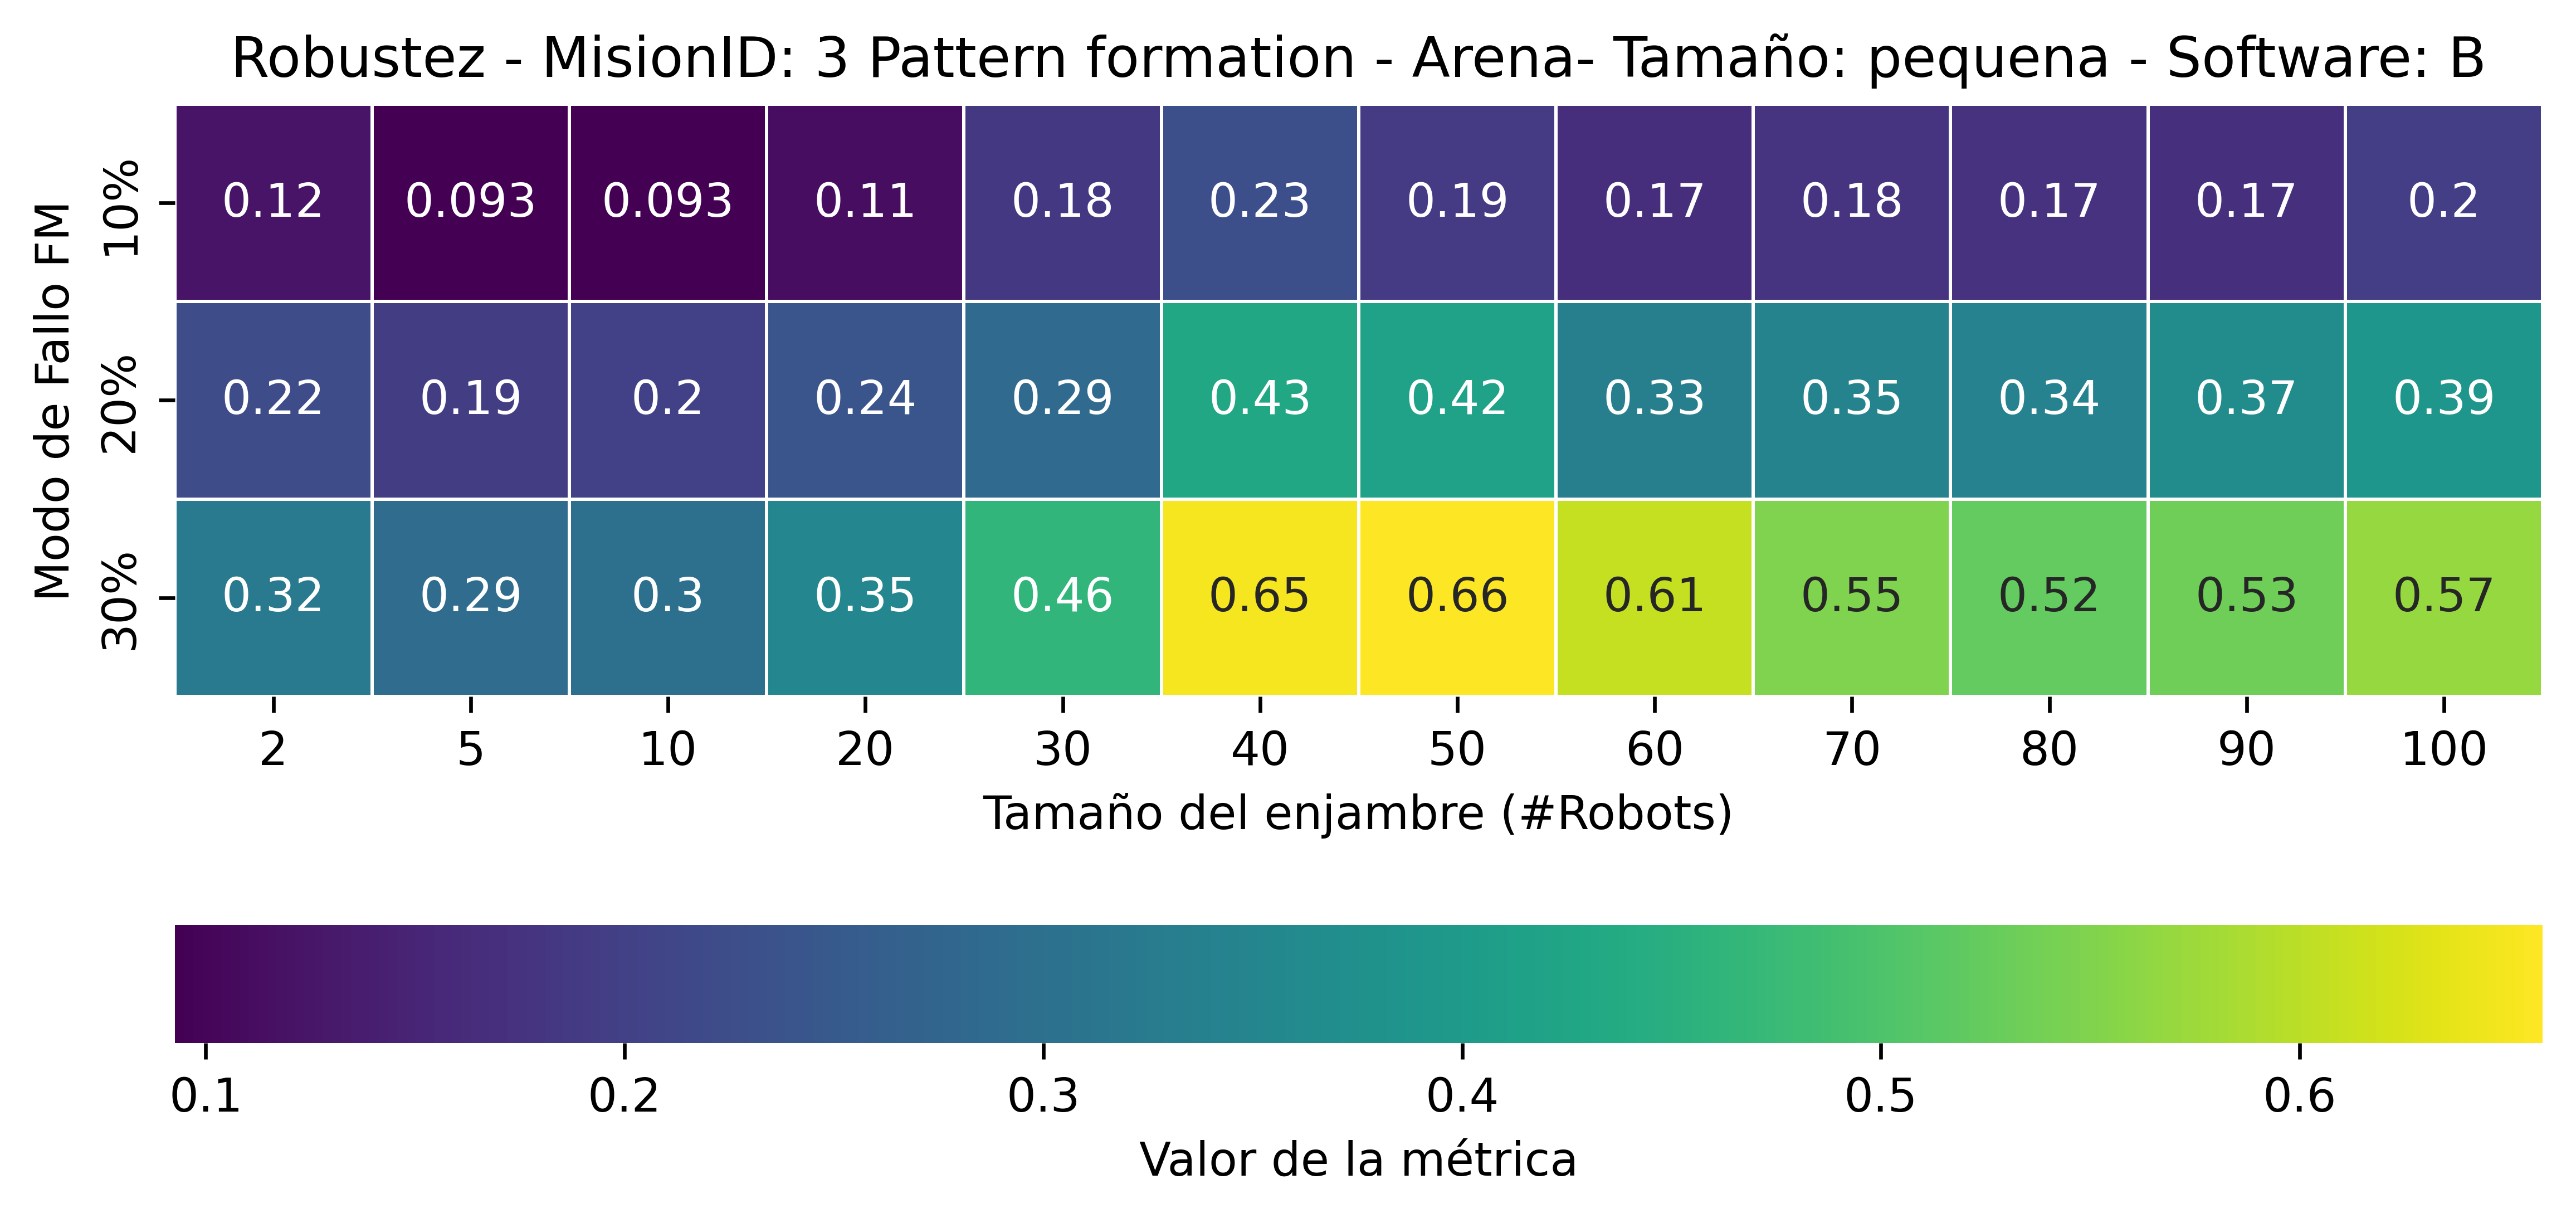 Robustez - MisionID: 3 Pattern formation - Arena- Tamaño: pequena - Software: B
Modo de Fallo FM
10% 0.12 0.093 0.093 0.11 0.18 0.23 0.19 0.17 0.18 0.17 0.17 0.2
20% 0.22 0.19 0.2 0.24 0.29 0.43 0.42 0.33 0.35 0.34 0.37 0.39
30% 0.32 0.29 0.3 0.35 0.46 0.65 0.66 0.61 0.55 0.52 0.53 0.57
2 5 10 20 30 40 50 60 70 80 90 100
Tamaño del enjambre (#Robots)
0.1 0.2 0.3 0.4 0.5 0.6
Valor de la métrica